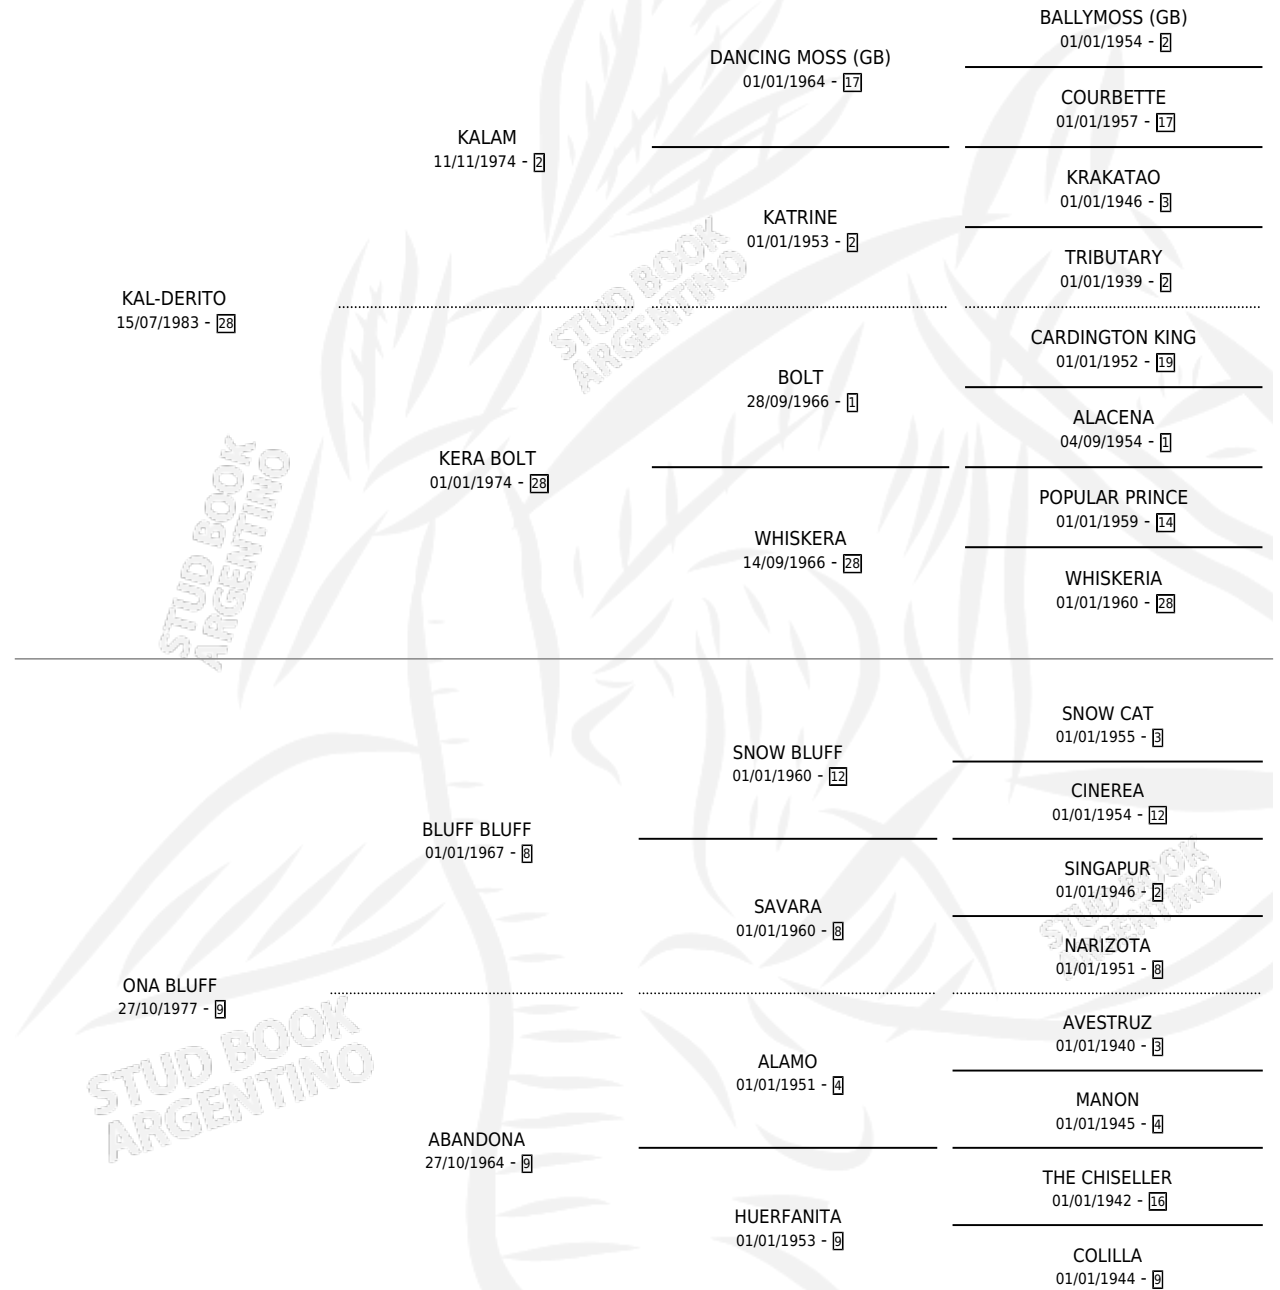 BALLYMOSS (GB)
01/01/1954 - 2
DANCING MOSS (GB)
01/01/1964 - 17
COURBETTE
01/01/1957 - 17
KALAM
11/11/1974 - 2
KRAKATAO
01/01/1946 - 3
KATRINE
01/01/1953 - 2
TRIBUTARY
01/01/1939 - 2
KAL-DERITO
15/07/1983 - 28
STUD BOOK
ARGENTINO
CARDINGTON KING
01/01/1952 - 19
BOLT
28/09/1966 - 1
ALACENA
04/09/1954 - 1
KERA BOLT
01/01/1974 - 28
POPULAR PRINCE
01/01/1959 - 14
WHISKERA
14/09/1966 - 28
WHISKERIA
01/01/1960 - 28
STUD BOOK
ARGENTINO
SNOW CAT
01/01/1955 - 3
SNOW BLUFF
01/01/1960 - 12
CINEREA
01/01/1954 - 12
BLUFF BLUFF
01/01/1967 - 8
SINGAPUR
01/01/1946 - 2
SAVARA
01/01/1960 - 8
STUD BOOK
ARGENTINO
NARIZOTA
01/01/1951 - 8
ONA BLUFF
27/10/1977 - 9
AVESTRUZ
01/01/1940 - 3
STUD BOOK
ARGENTINO
ALAMO
01/01/1951 - 4
MANON
01/01/1945 - 4
ABANDONA
27/10/1964 - 9
THE CHISELLER
01/01/1942 - 16
HUERFANITA
01/01/1953 - 9
COLILLA
01/01/1944 - 9